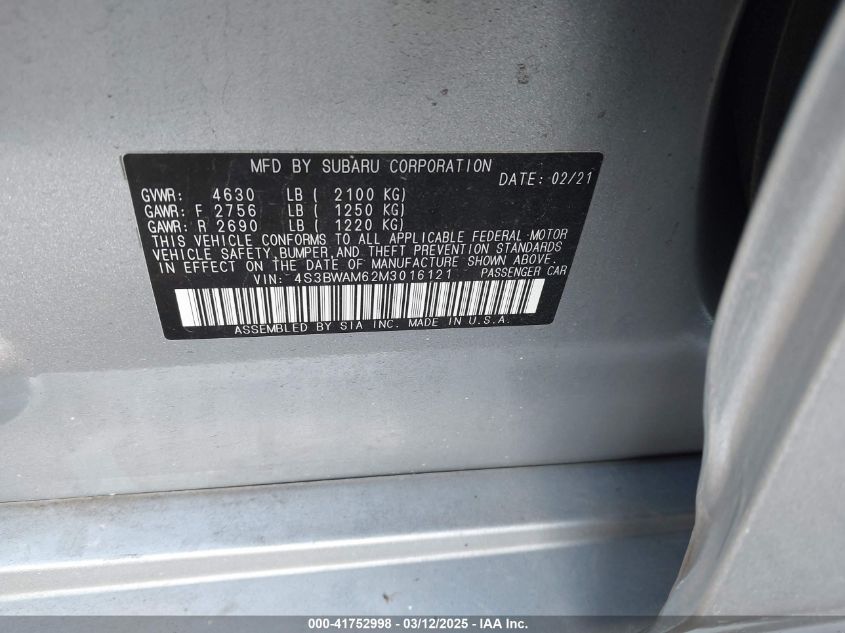 MFD BY SUBARU CORPORATION
DATE: 02/21
GVWR: 4630 LB ( 2100 KG)
GAWR: F 2756 LB ( 1250 KG)
GAWR: R 2690 LB ( 1220 KG)
THIS VEHICLE CONFORMS TO ALL APPLICABLE FEDERAL MOTOR
VEHICLE SAFETY, BUMPER, AND THEFT PREVENTION STANDARDS
IN EFFECT ON THE DATE OF MANUFACTURE SHOWN ABOVE.
VIN: 4S3BWAM62M3016121 PASSENGER CAR
ASSEMBLED BY SIA INC. MADE IN U.S.A.
000-41752998 - 03/12/2025 - IAA Inc.